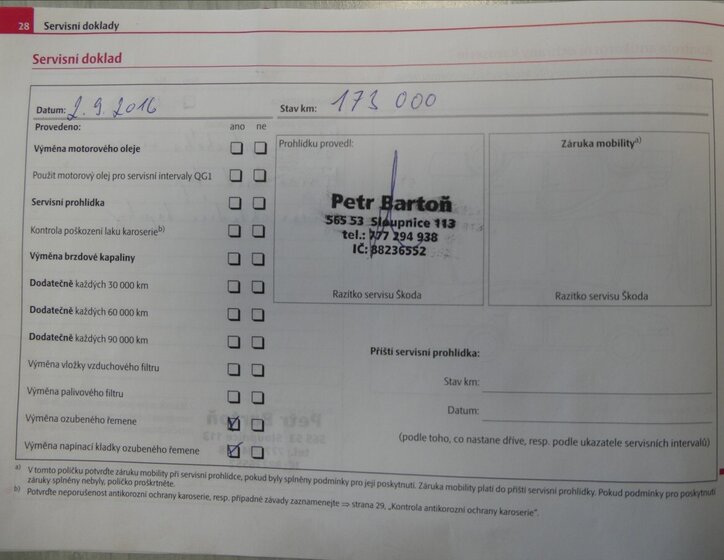 28 Servisní doklady
Servisní doklad
Datum: 2.9.2016 Stav km: 173 000
Provedeno: ano ne
Výměna motorového oleje
Použit motorový olej pro servisní intervaly QG1
Servisní prohlídka
Kontrola poškození laku karoserie b)
Výměna brzdové kapaliny
Dodatečně každých 30 000 km
Dodatečně každých 60 000 km
Dodatečně každých 90 000 km
Výměna vložky vzduchového filtru
Výměna palivového filtru
Výměna ozubeného řemene
Výměna napínací kladky ozubeného řemene
Prohlídku provedl:
Petr Bartoň
565 53 Sloupnice 113
tel.: 777 294 938
IČ: 88236552
Razítko servisu Škoda
Záruka mobility a)
Razítko servisu Škoda
Příští servisní prohlídka:
Stav km:
Datum:
(podle toho, co nastane dříve, resp. podle ukazatele servisních intervalů)
a) V tomto políčku potvrďte záruku mobility při servisní prohlídce, pokud byly splněny podmínky pro její poskytnutí. Záruka mobility platí do příští servisní prohlídky. Pokud podmínky pro poskytnutí
záruky splněny nebyly, políčko proškrtněte.
b) Potvrďte neporušenost antikorozní ochrany karoserie, resp. případné závady zaznamenejte ⇒ strana 29, „Kontrola antikorozní ochrany karoserie“.